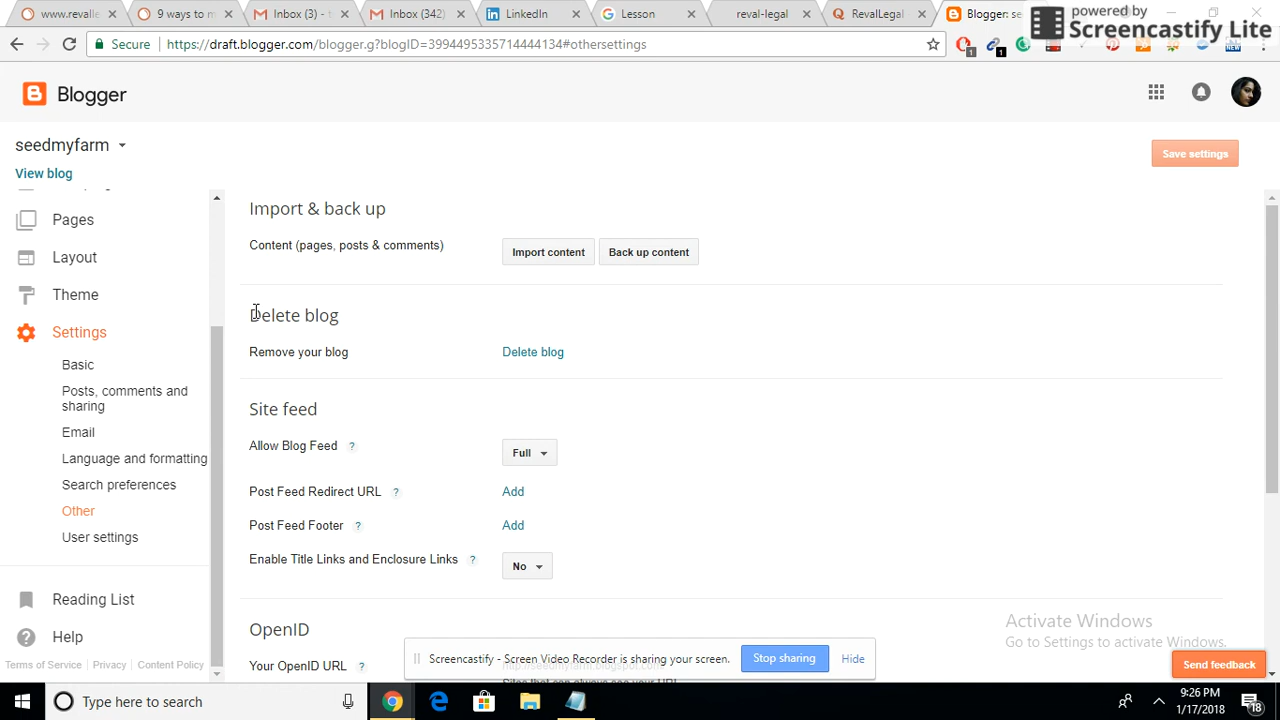 www.revalle
9 ways to m
Inbox (3) -
Inbox (342)
LinkedIn
Lesson
reval-legal
RevalLegal
Blogger: se
powered by
Screencastify Lite
Secure
https://draft.blogger.com/blogger.g?blogID=3994495335714444134#othersettings
1
1
NEW
Blogger
seedmyfarm
Save settings
View blog
Pages
Layout
Theme
Settings
Basic
Posts, comments and
sharing
Email
Language and formatting
Search preferences
Other
User settings
Reading List
Help
Terms of Service
Privacy
Content Policy
Import & back up
Content (pages, posts & comments)
Import content
Back up content
Delete blog
Remove your blog
Delete blog
Site feed
Allow Blog Feed ?
Full
Post Feed Redirect URL ?
Add
Post Feed Footer ?
Add
Enable Title Links and Enclosure Links ?
No
OpenID
Your OpenID URL ?
Activate Windows
Go to Settings to activate Windows.
Screencastify - Screen Video Recorder is sharing your screen.
Stop sharing
Hide
Send feedback
Type here to search
9:26 PM
1/17/2018
18